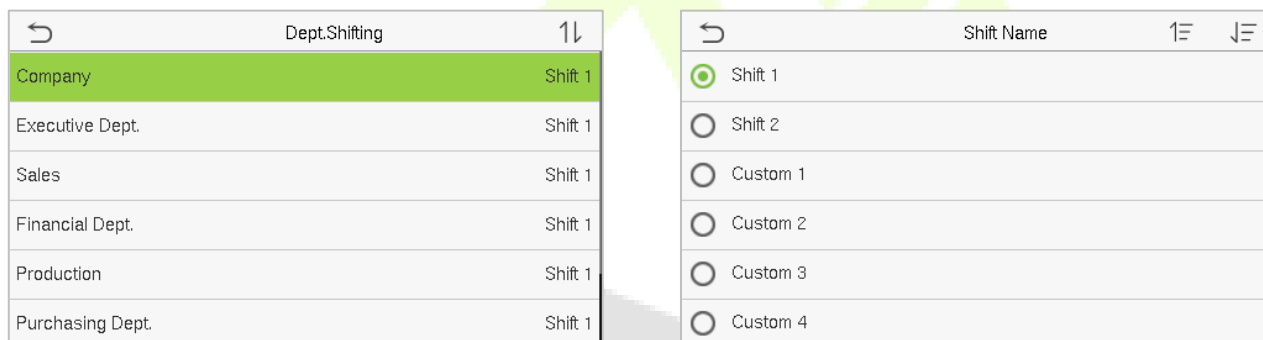 Dept.Shifting
Company Shift 1
Executive Dept. Shift 1
Sales Shift 1
Financial Dept. Shift 1
Production Shift 1
Purchasing Dept. Shift 1
Shift Name
Shift 1
Shift 2
Custom 1
Custom 2
Custom 3
Custom 4